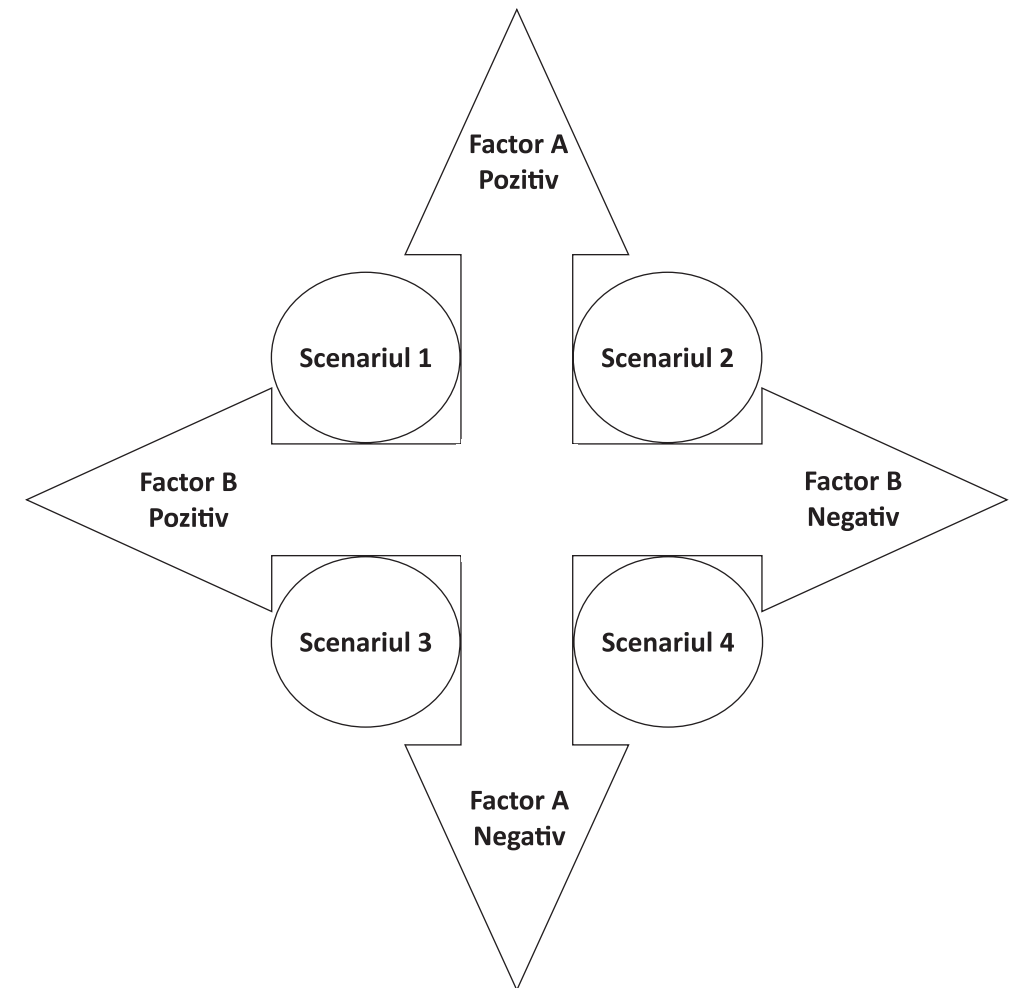 Factor A
Pozitiv
Scenariul 1
Scenariul 2
Factor B
Pozitiv
Factor B
Negativ
Scenariul 3
Scenariul 4
Factor A
Negativ